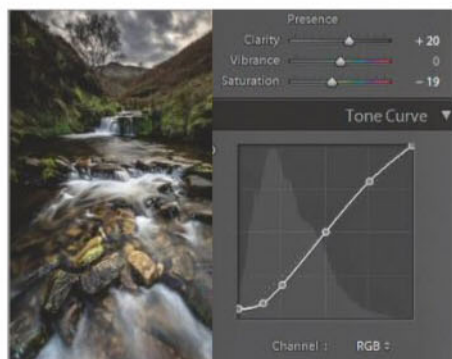 Presence
Clarity +20
Vibrance 0
Saturation -19
Tone Curve
Channel : RGB